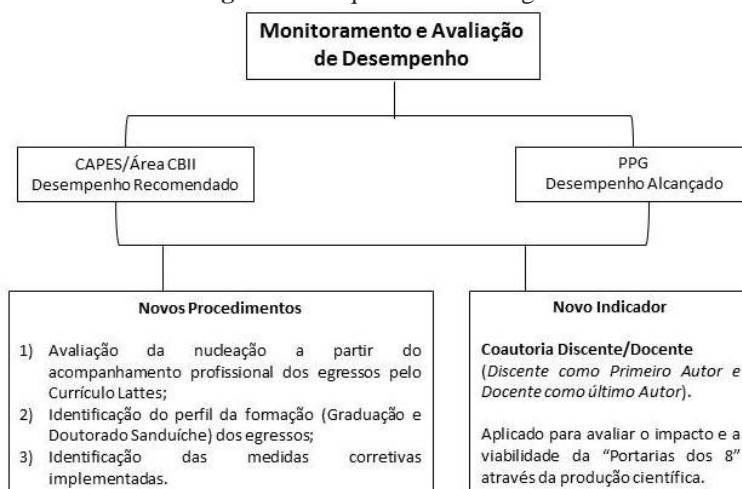 Monitoramento e Avaliação
de Desempenho
CAPES/Área CBII
Desempenho Recomendado
PPG
Desempenho Alcançado
Novos Procedimentos
1) Avaliação da nucleação a partir do
acompanhamento profissional dos egressos pelo
Currículo Lattes;
2) Identificação do perfil da formação (Graduação e
Doutorado Sanduíche) dos egressos;
3) Identificação das medidas corretivas
implementadas.
Novo Indicador
Coautoria Discente/Docente
(Discente como Primeiro Autor e
Docente como último Autor).
Aplicado para avaliar o impacto e a
viabilidade da “Portarias dos 8”
através da produção científica.